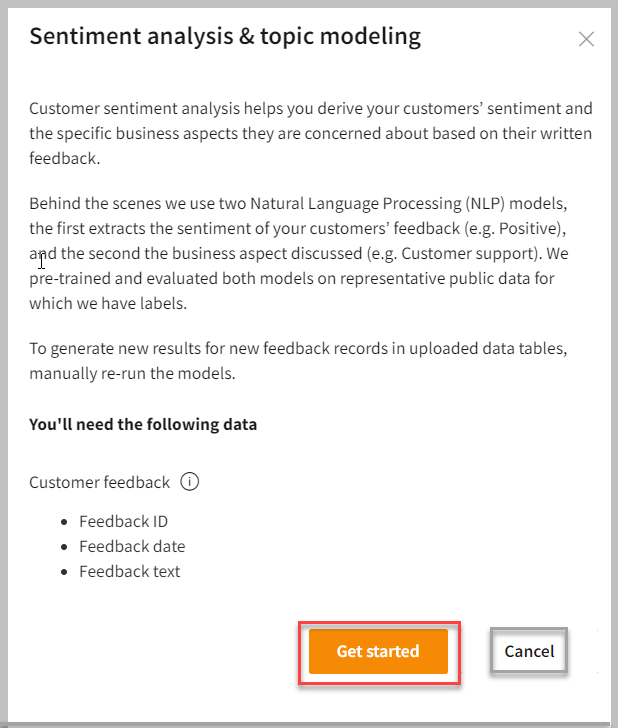 Sentiment analysis & topic modeling
Customer sentiment analysis helps you derive your customers’ sentiment and
the specific business aspects they are concerned about based on their written
feedback.
Behind the scenes we use two Natural Language Processing (NLP) models,
the first extracts the sentiment of your customers’ feedback (e.g. Positive),
and the second the business aspect discussed (e.g. Customer support). We
pre-trained and evaluated both models on representative public data for
which we have labels.
To generate new results for new feedback records in uploaded data tables,
manually re-run the models.
You'll need the following data
Customer feedback i
• Feedback ID
• Feedback date
• Feedback text
Get started Cancel